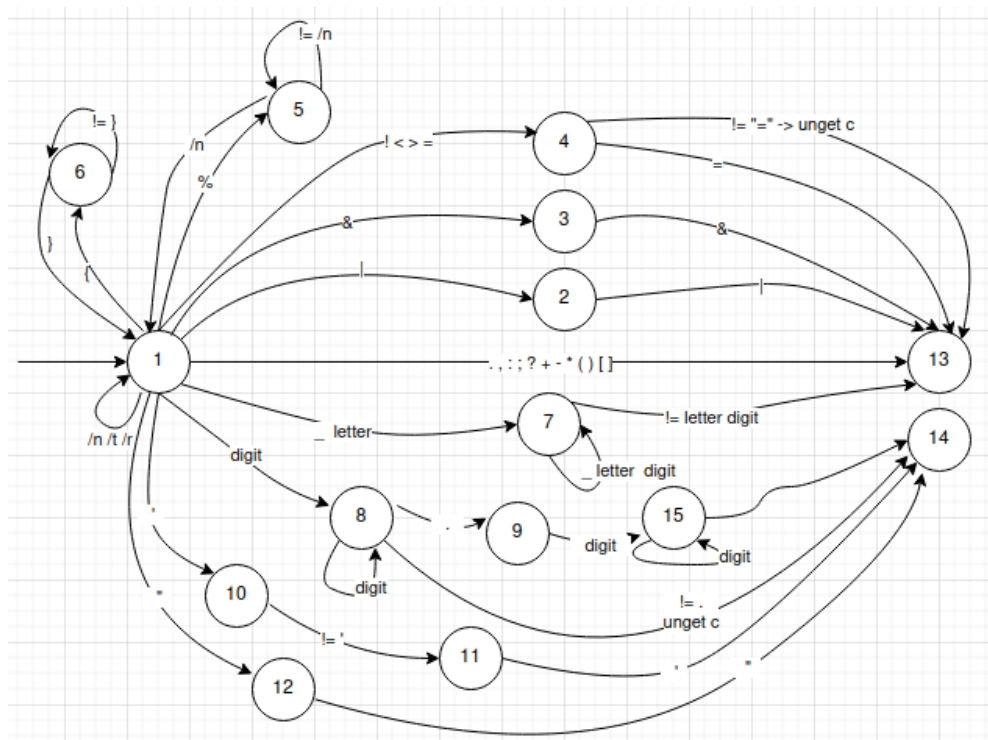 != /n
5
!= }
6
/n
%
! < > =
4
!= "=" -> unget c
=
&
3
&
}
{
|
2
|
1
. , : ; ? + - * ( ) [ ]
13
/n /t /r
_ letter
7
!= letter digit
_ letter digit
14
digit
8
.
9
digit
15
digit
digit
'
"
10
!= '
!= .
unget c
11
'
"
12